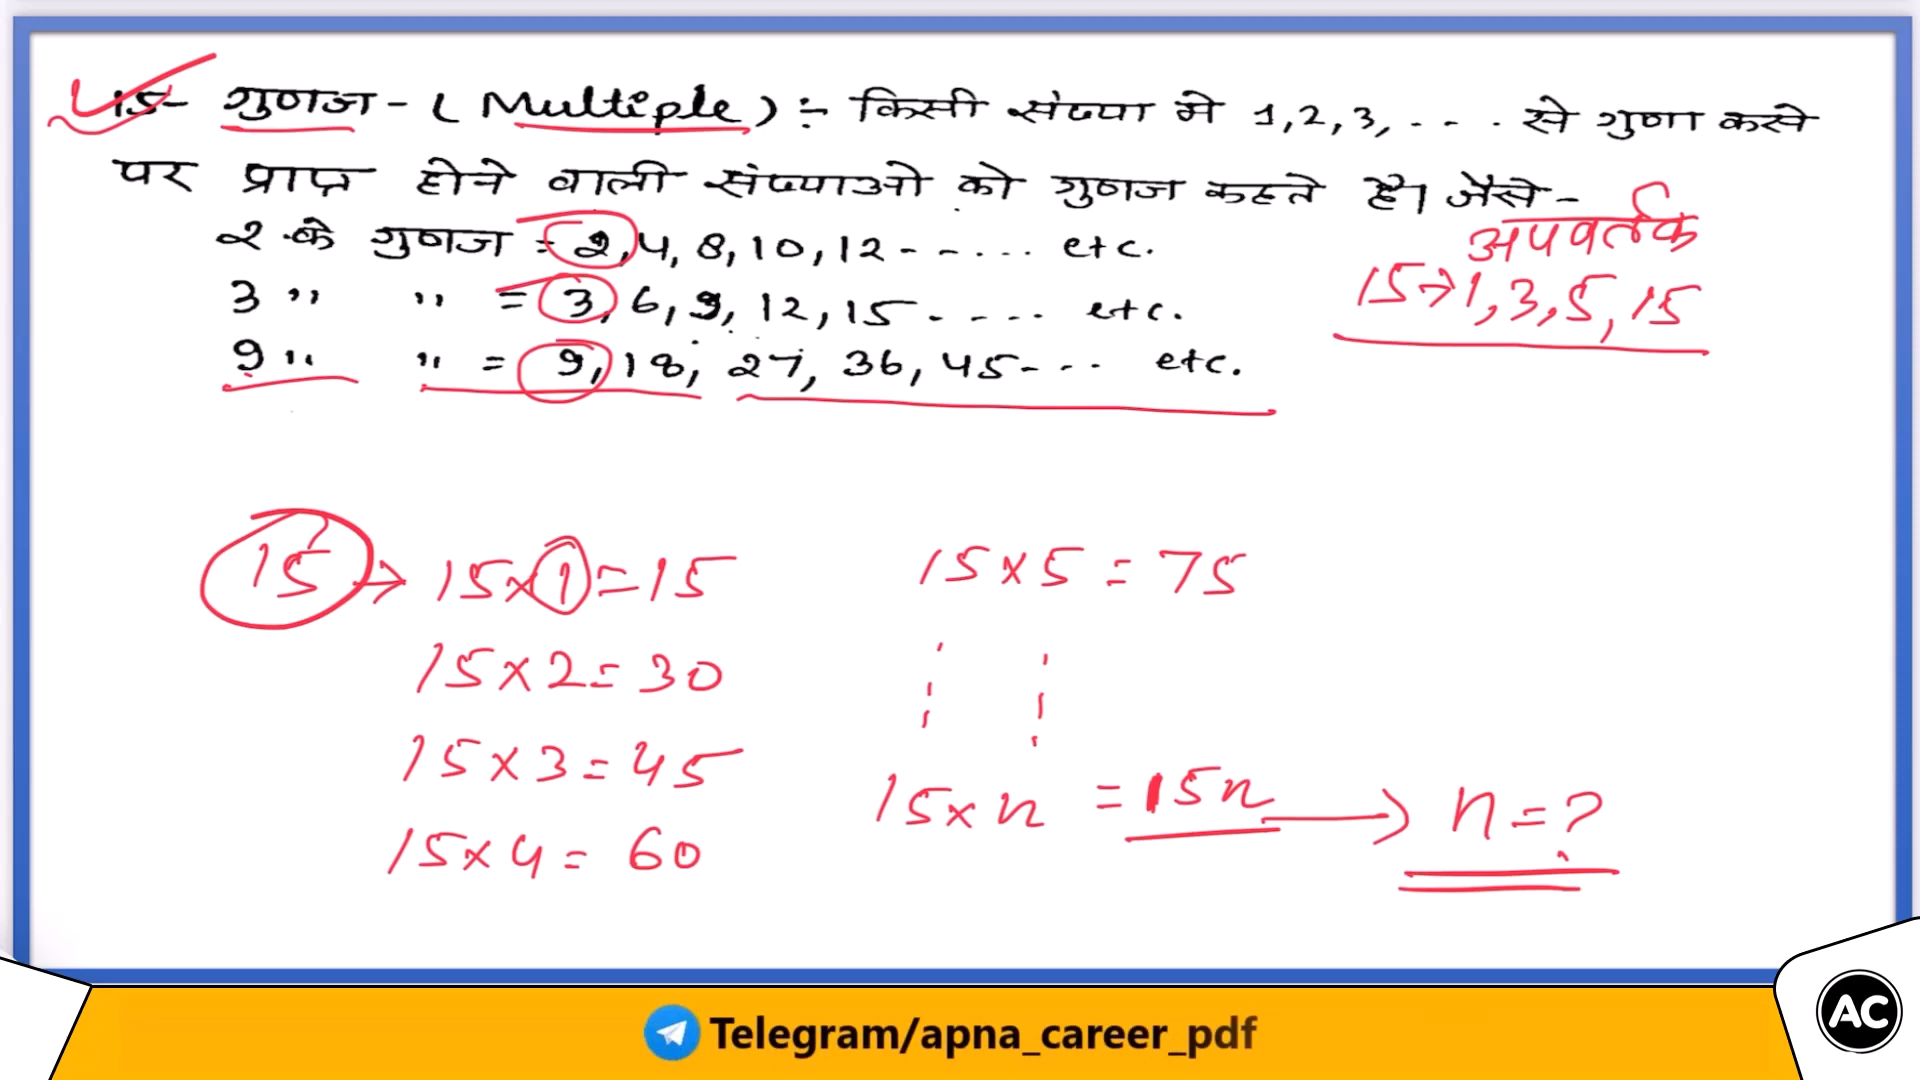 15- गुणज - ( Multiple ) :- किसी संख्या मे 1,2,3, . . . . से गुणा करने
पर प्राप्त होने वाली संख्याओ को गुणज कहते है। जैसे -
2 के गुणज = 2,4, 8, 10, 12 - - . . . . etc.
3 " " = 3, 6, 9, 12, 15 - . . . . etc.
9 " " = 9, 18, 27, 36, 45 - . . . etc.
अपवर्तक
15→1,3,5,15
15 → 15×1=15
15×2=30
15×3=45
15×4=60
15×5=75
15×n =15n → n=?
Telegram/apna_career_pdf
AC